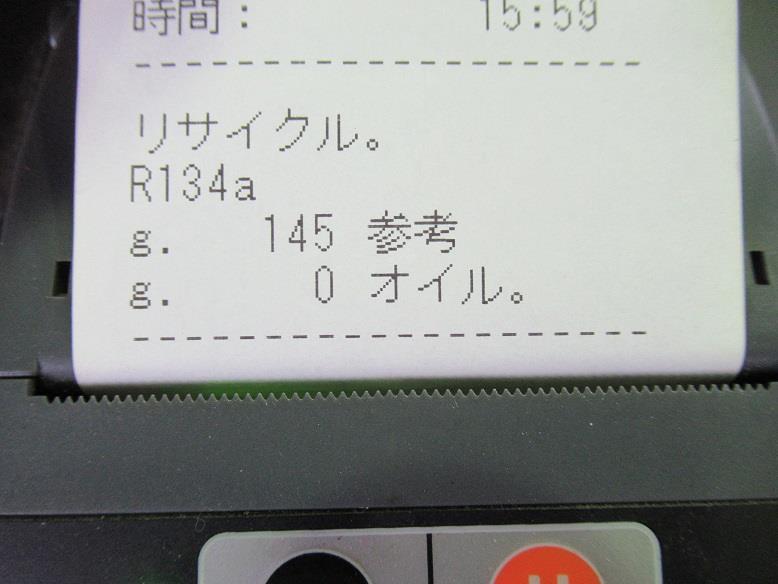 時間: 15:59
リサイクル。
R134a
g. 145 参考
g. 0 オイル。